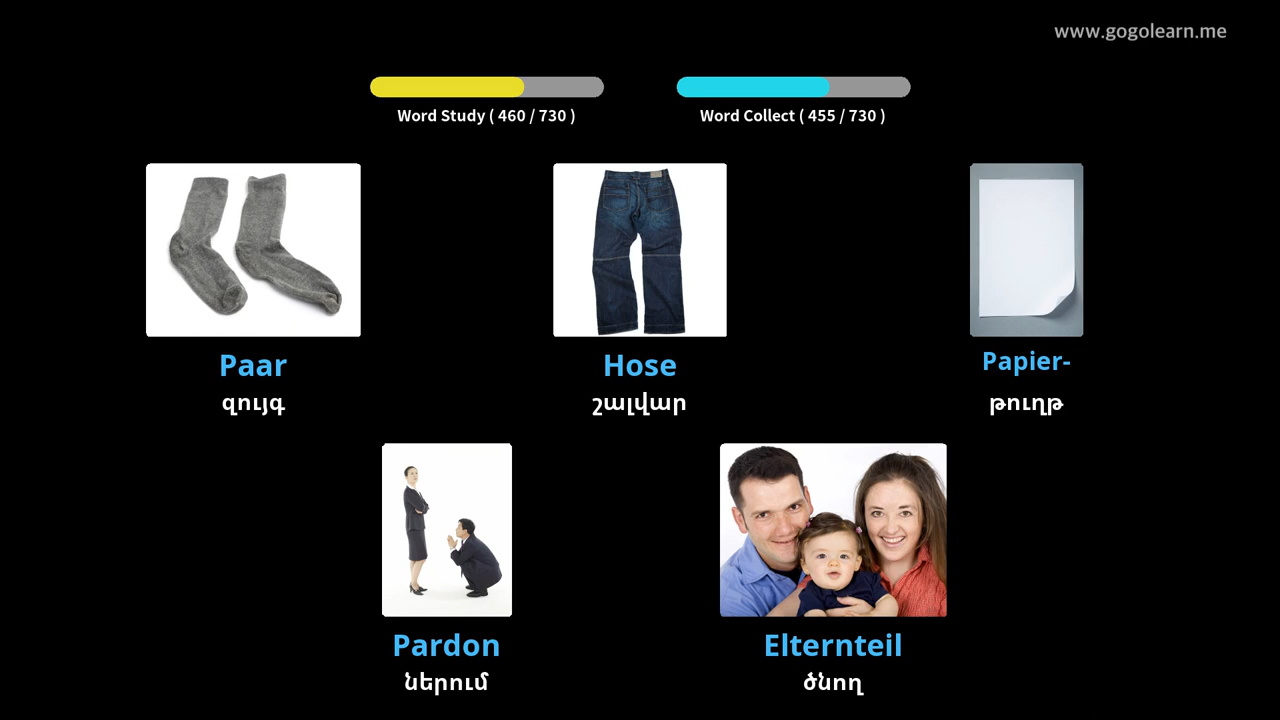 www.gogolearn.me
Word Study ( 460 / 730 )
Word Collect ( 455 / 730 )
Paar
Hose
Papier-
զույգ
շալվար
թուղթ
Pardon
Elternteil
ներում
ծնող